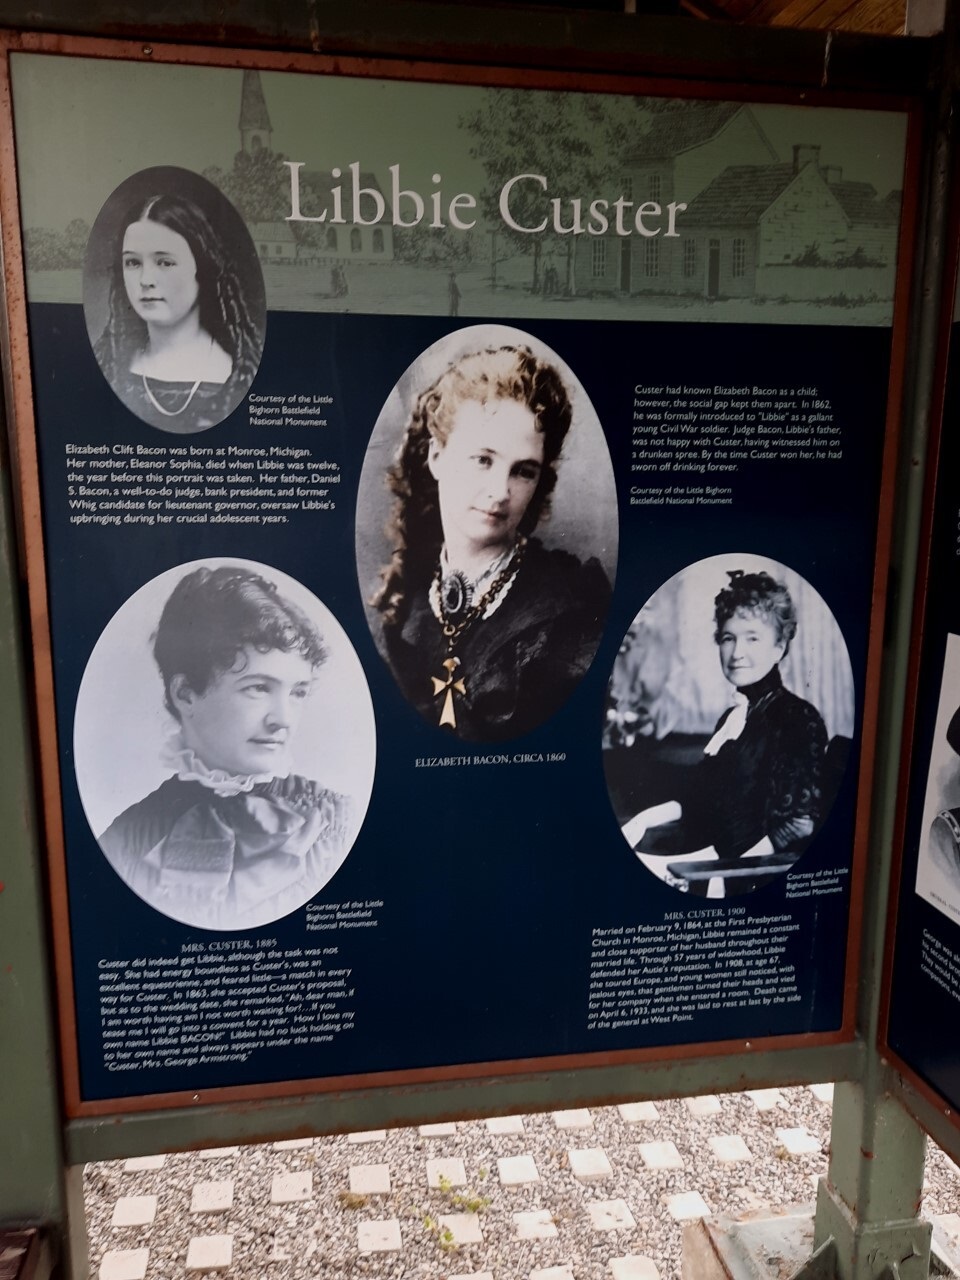 Libbie Custer
Courtesy of the Little
Bighorn Battlefield
National Monument
Elizabeth Clift Bacon was born at Monroe, Michigan.
Her mother, Eleanor Sophia, died when Libbie was twelve,
the year before this portrait was taken. Her father, Daniel
S. Bacon, a well-to-do judge, bank president, and former
Whig candidate for lieutenant governor, oversaw Libbie's
upbringing during her crucial adolescent years.
Custer had known Elizabeth Bacon as a child;
however, the social gap kept them apart. In 1862,
he was formally introduced to "Libbie" as a gallant
young Civil War soldier. Judge Bacon, Libbie's father,
was not happy with Custer, having witnessed him on
a drunken spree. By the time Custer won her, he had
sworn off drinking forever.
Courtesy of the Little Bighorn
Battlefield National Monument
ELIZABETH BACON, CIRCA 1860
Courtesy of the Little
Bighorn Battlefield
National Monument
MRS. CUSTER, 1885
Custer did indeed get Libbie, although the task was not
easy. She had energy boundless as Custer's, was an
excellent equestrienne, and feared little—a match in every
way for Custer. In 1863, she accepted Custer's proposal,
but as to the wedding date, she remarked, "Ah, dear man, if
I am worth having am I not worth waiting for?...If you
tease me I will go into a convent for a year. How I love my
own name Libbie BACON!" Libbie had no luck holding on
to her own name and always appears under the name
"Custer, Mrs. George Armstrong."
Courtesy of the Little
Bighorn Battlefield
National Monument
MRS. CUSTER, 1900
Married on February 9, 1864, at the First Presbyterian
Church in Monroe, Michigan, Libbie remained a constant
and close supporter of her husband throughout their
married life. Through 57 years of widowhood, Libbie
defended her Autie's reputation. In 1908, at age 67,
she toured Europe, and young women still noticed, with
jealous eyes, that gentlemen turned their heads and vied
for her company when she entered a room. Death came
on April 6, 1933, and she was laid to rest at last by the side
of the general at West Point.